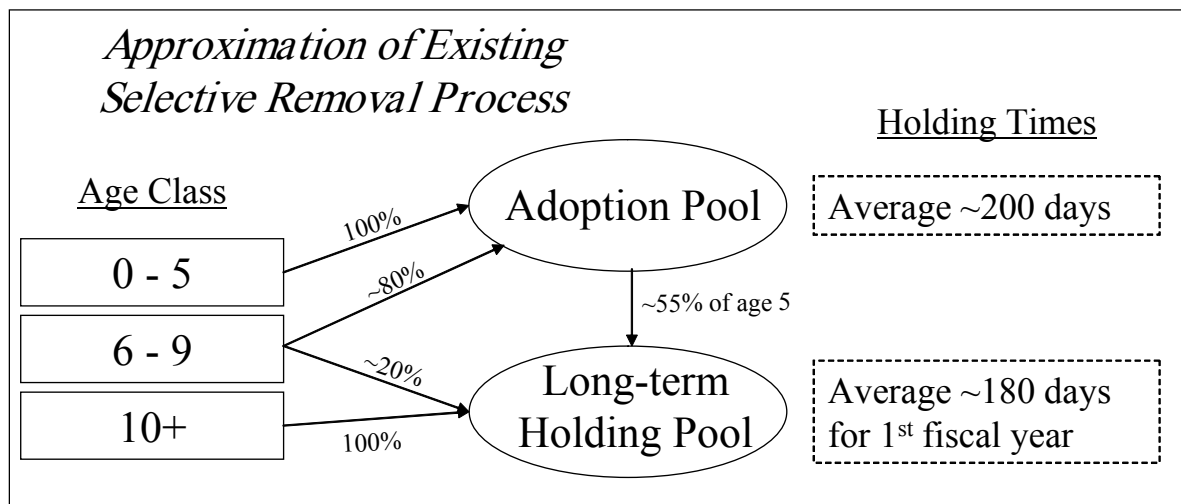 Approximation of Existing
Selective Removal Process
Holding Times
Age Class
Adoption Pool
Average ~200 days
100%
0 - 5
~80%
~55% of age 5
6 - 9
~20%
Long-term
Holding Pool
Average ~180 days
for 1st fiscal year
10+
100%